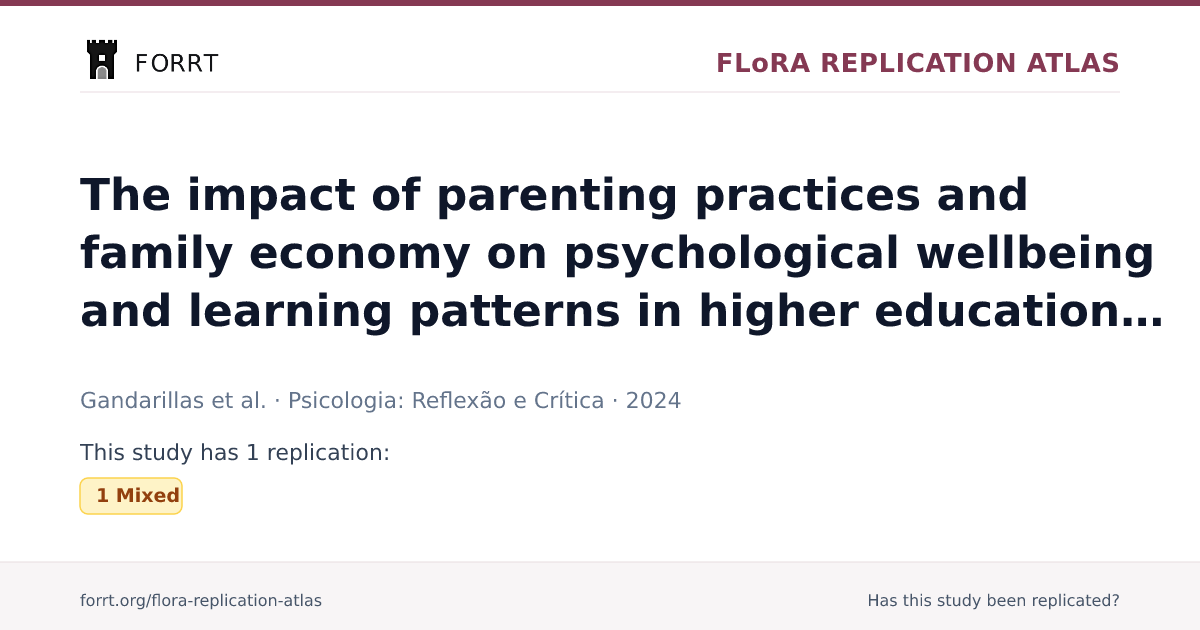 FORRT
FLoRA REPLICATION ATLAS
The impact of parenting practices and
family economy on psychological wellbeing
and learning patterns in higher education…
Gandarillas et al. · Psicologia: Reflexão e Crítica · 2024
This study has 1 replication:
1 Mixed
forrt.org/flora-replication-atlas
Has this study been replicated?